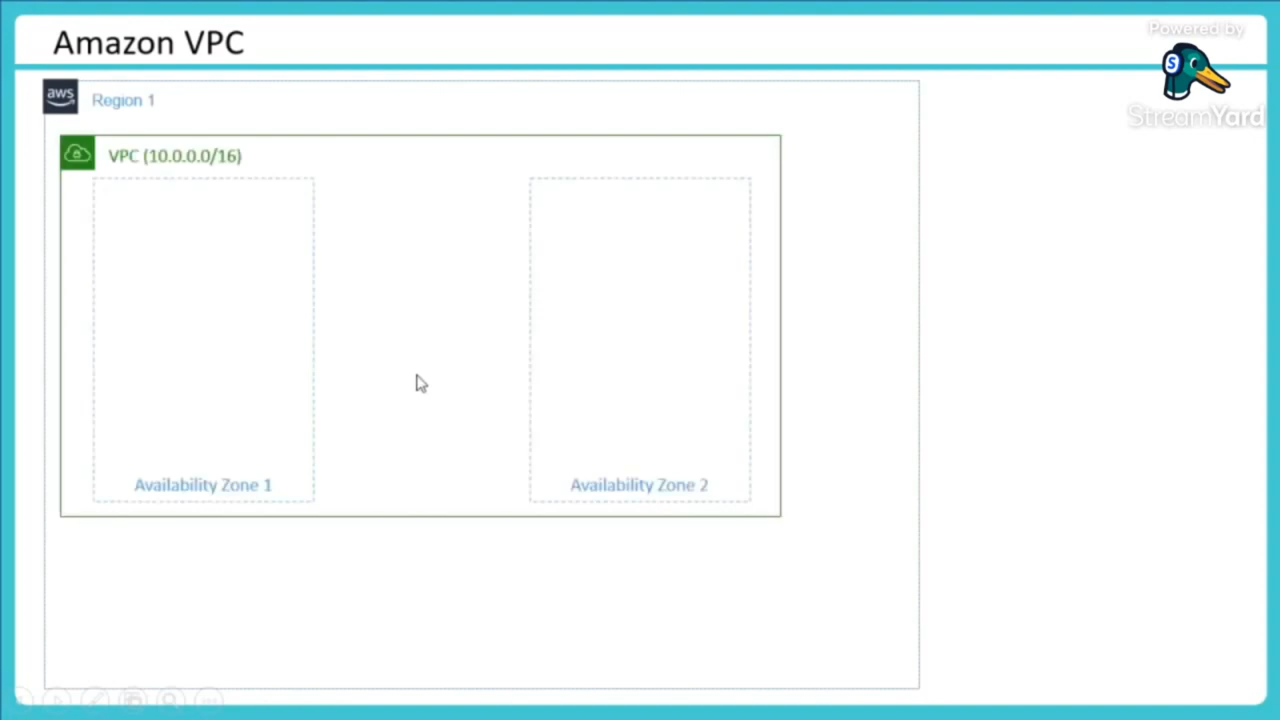 Amazon VPC
Powered by
S
StreamYard
aws
Region 1
VPC (10.0.0.0/16)
Availability Zone 1
Availability Zone 2